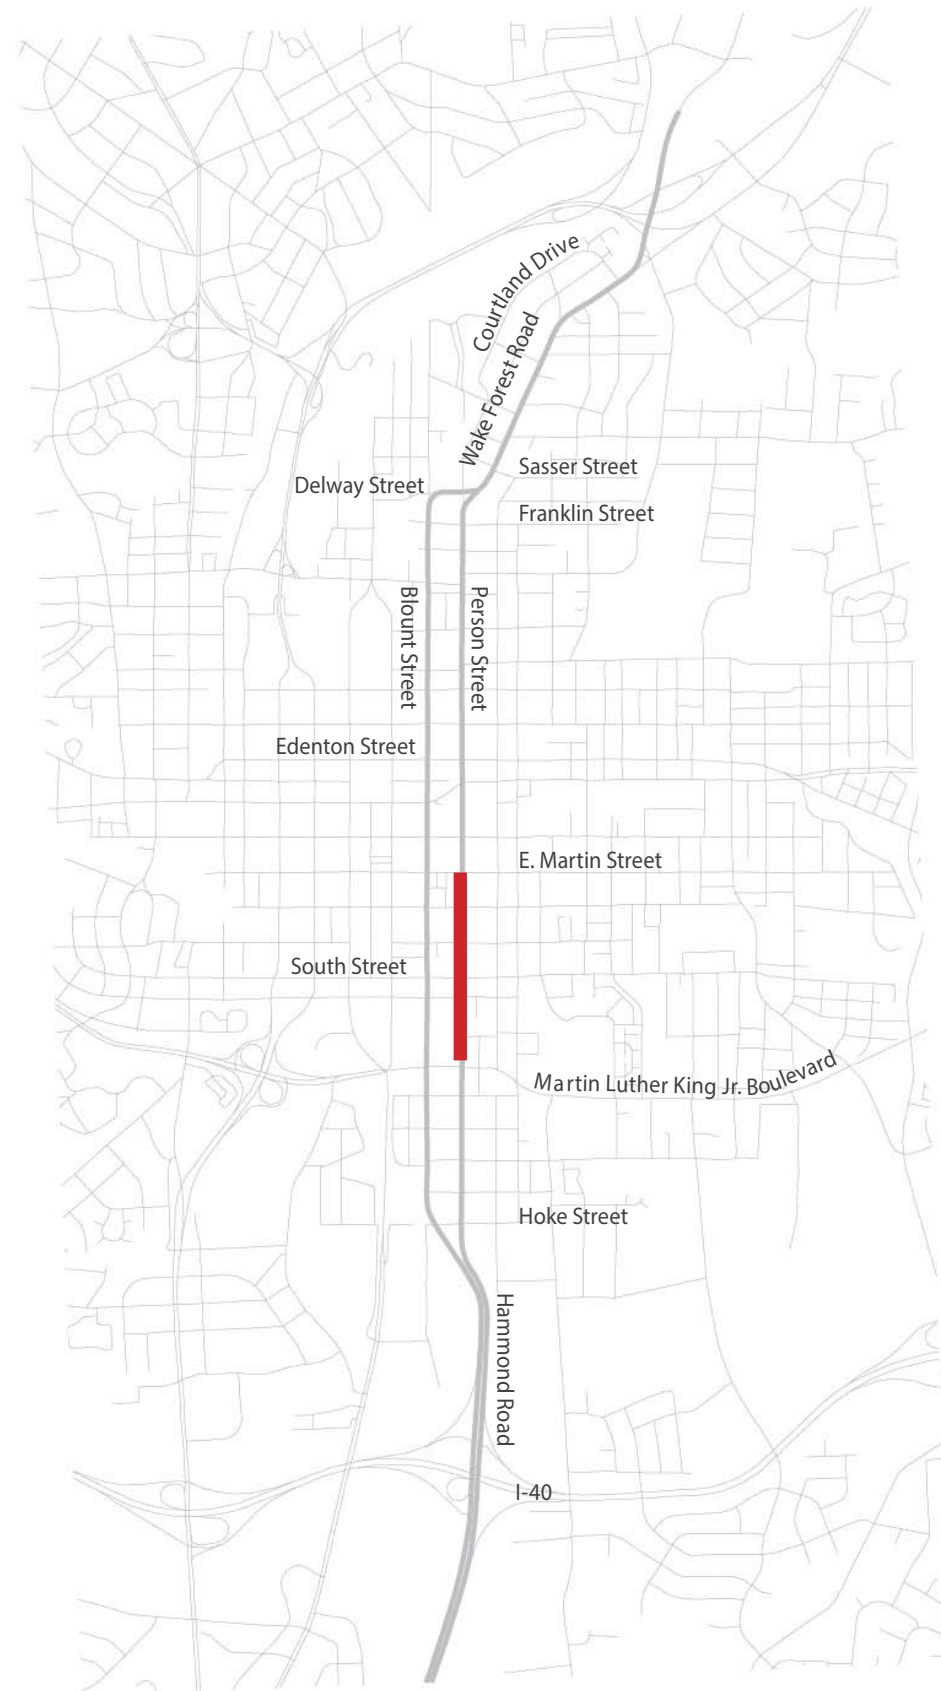 Courtland Drive
Wake Forest Road
Sasser Street
Delway Street
Franklin Street
Blount Street
Person Street
Edenton Street
E. Martin Street
South Street
Martin Luther King Jr. Boulevard
Hoke Street
Hammond Road
I-40